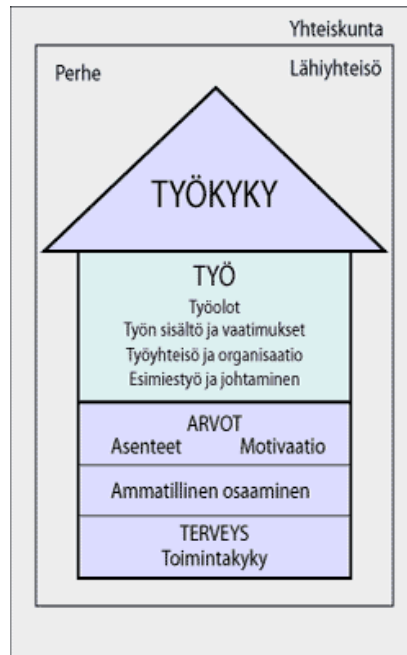 Yhteiskunta
Perhe
Lähiyhteisö
TYÖKYKY
TYÖ
Työolot
Työn sisältö ja vaatimukset
Työyhteisö ja organisaatio
Esimiestyö ja johtaminen
ARVOT
Asenteet Motivaatio
Ammatillinen osaaminen
TERVEYS
Toimintakyky